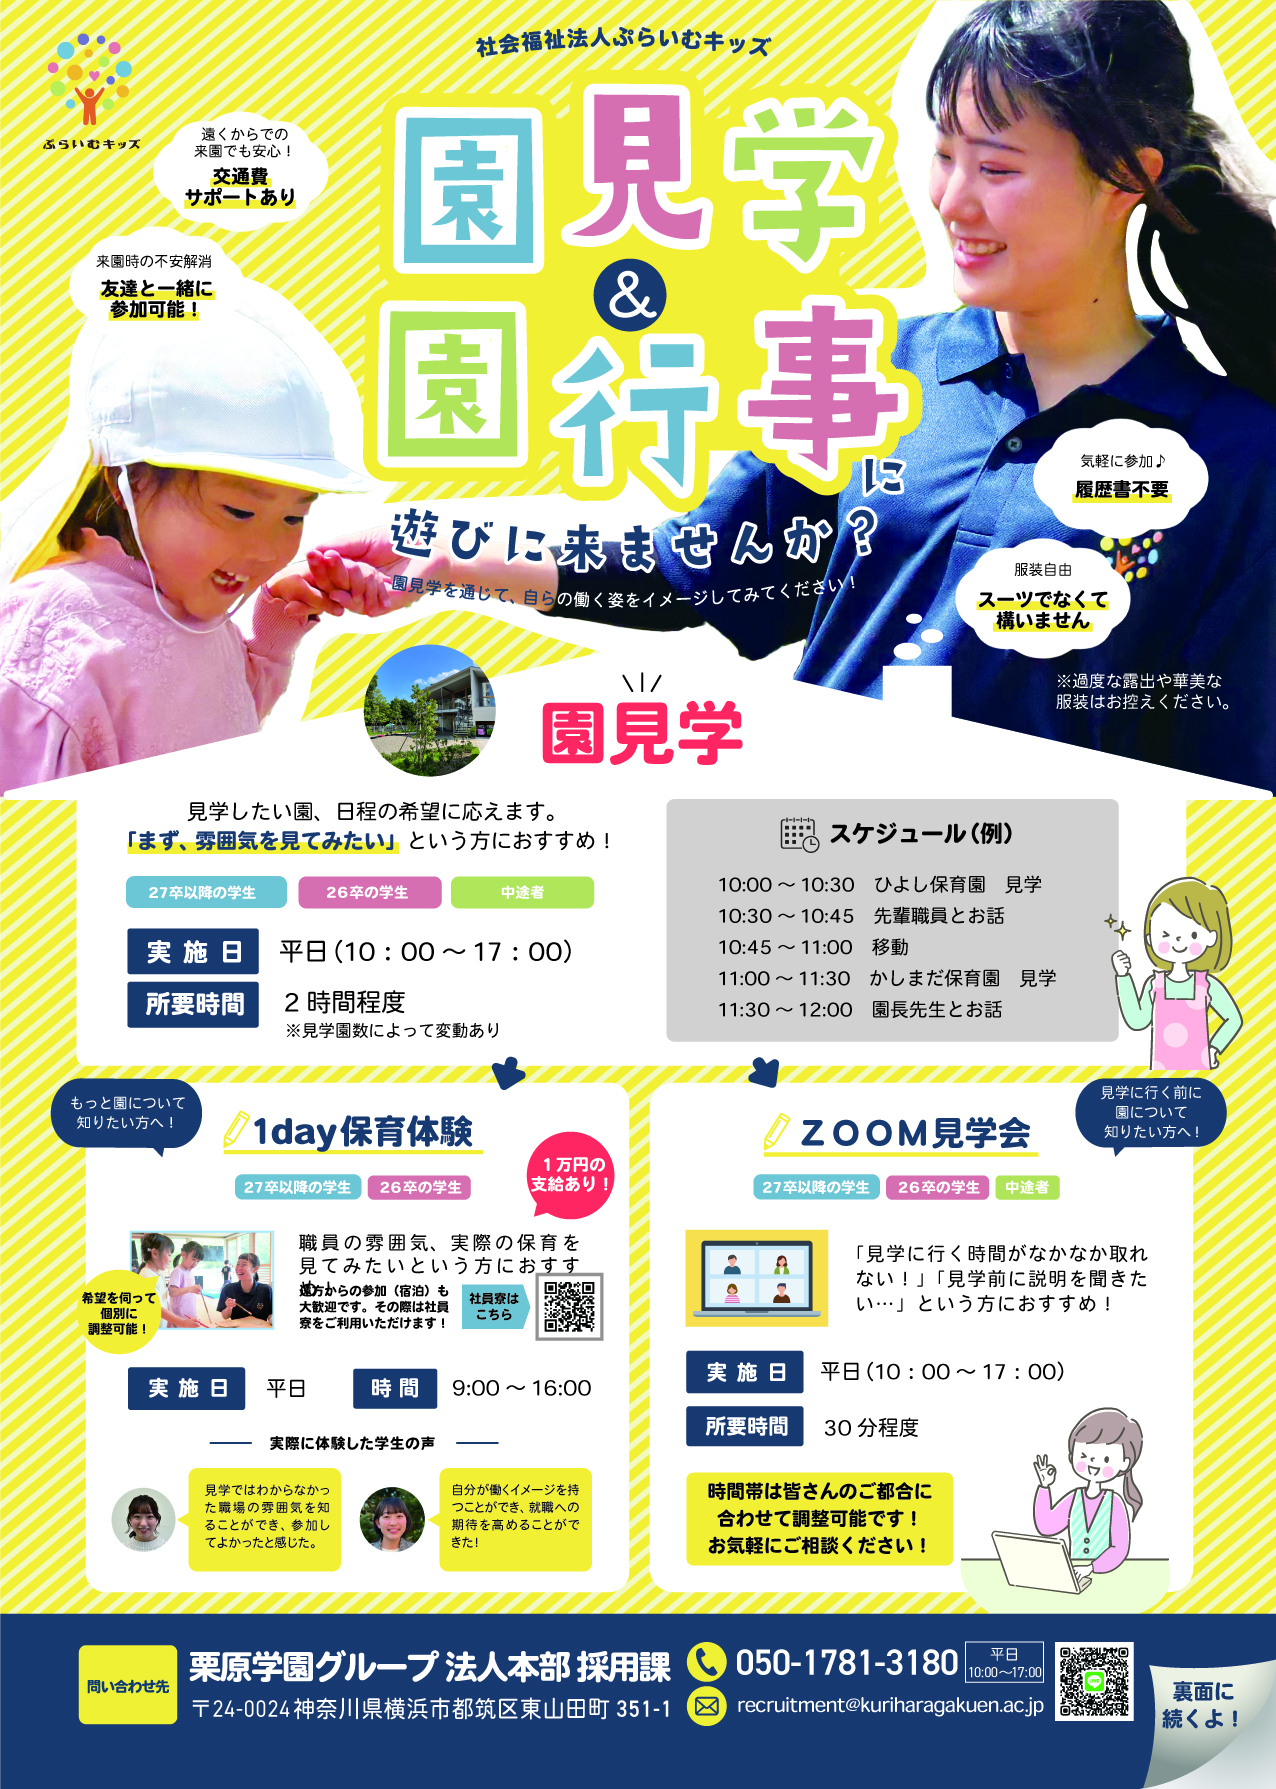 社会福祉法人ぷらいむキッズ
ぷらいむキッズ
遠くからでの
来園でも安心！
交通費
サポートあり
来園時の不安解消
友達と一緒に
参加可能！
園見学
&
園行事に
遊びに来ませんか？
園見学を通じて、自らの働く姿をイメージしてみてください！
気軽に参加♪
履歴書不要
服装自由
スーツでなくて
構いません
※過度な露出や華美な
服装はお控えください。
園見学
見学したい園、日程の希望に応えます。
「まず、雰囲気を見てみたい」という方におすすめ！
27卒以降の学生 26卒の学生 中途者
実施日 平日（10：00～17：00）
所要時間 2時間程度
※見学園数によって変動あり
スケジュール（例）
10:00～10:30 ひよし保育園 見学
10:30～10:45 先輩職員とお話
10:45～11:00 移動
11:00～11:30 かしまだ保育園 見学
11:30～12:00 園長先生とお話
もっと園について
知りたい方へ！
1day保育体験
27卒以降の学生 26卒の学生
1万円の
支給あり！
職員の雰囲気、実際の保育を
見てみたいという方におすす
遠方からの参加（宿泊）も
大歓迎です。その際は社員
寮をご利用いただけます！
社員寮は
こちら
希望を伺って
個別に
調整可能！
実施日 平日 時間 9:00～16:00
実際に体験した学生の声
見学ではわからなかっ
た職場の雰囲気を知
ることができ、参加し
てよかったと感じた。
自分が働くイメージを持
つことができ、就職への
期待を高めることがで
きた!
見学に行く前に
園について
知りたい方へ！
ZOOM見学会
27卒以降の学生 26卒の学生 中途者
「見学に行く時間がなかなか取れ
ない！」「見学前に説明を聞きた
い…」という方におすすめ！
実施日 平日（10：00～17：00）
所要時間 30分程度
時間帯は皆さんのご都合に
合わせて調整可能です！
お気軽にご相談ください！
問い合わせ先
栗原学園グループ 法人本部 採用課
〒24-0024 神奈川県横浜市都筑区東山田町 351-1
050-1781-3180
平日
10:00～17:00
recruitment@kuriharagakuen.ac.jp
LINE
裏面に
続くよ！